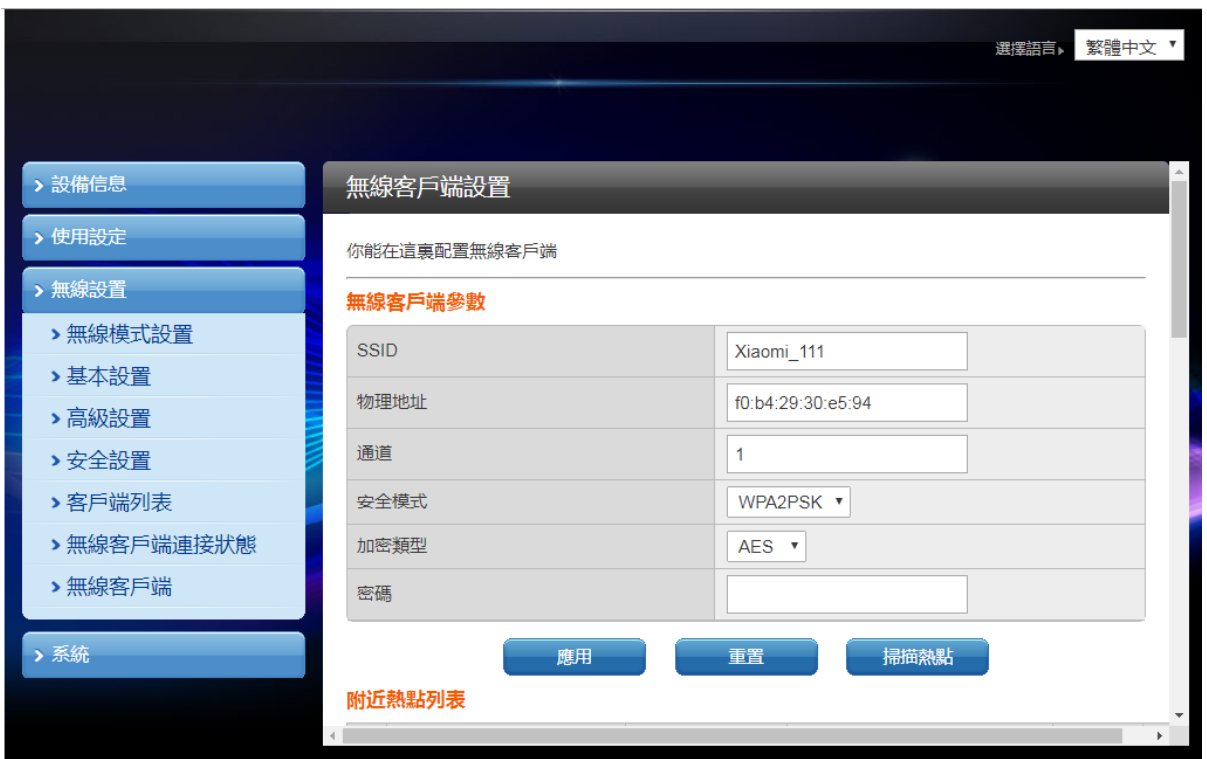 選擇語言
繁體中文
設備信息
使用設定
無線設置
無線模式設置
基本設置
高級設置
安全設置
客戶端列表
無線客戶端連接狀態
無線客戶端
系統
無線客戶端設置
你能在這裏配置無線客戶端
無線客戶端參數
SSID Xiaomi_111
物理地址 f0:b4:29:30:e5:94
通道 1
安全模式 WPA2PSK
加密類型 AES
密碼
應用 重置 掃描熱點
附近熱點列表